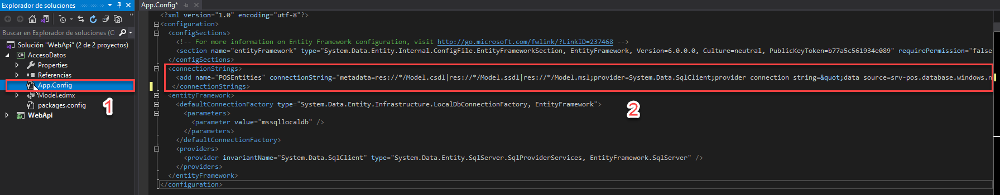 Explorador de soluciones
Buscar en Explorador de soluciones (C
Solución "WebApi" (2 de 2 proyectos)
AccesoDatos
Properties
Referencias
App.Config
Model.edmx
packages.config
WebApi
1
App.Config*
<?xml version="1.0" encoding="utf-8"?>
<configuration>
<configSections>
<!-- For more information on Entity Framework configuration, visit http://go.microsoft.com/fwlink/?LinkID=237468 -->
<section name="entityFramework" type="System.Data.Entity.Internal.ConfigFile.EntityFrameworkSection, EntityFramework, Version=6.0.0.0, Culture=neutral, PublicKeyToken=b77a5c561934e089" requirePermission="false"
</configSections>
<connectionStrings>
<add name="POSEntities" connectionString="metadata=res://*/Model.csdl|res://*/Model.ssdl|res://*/Model.msl;provider=System.Data.SqlClient;provider connection string=&quot;data source=srv-pos.database.windows.n
</connectionStrings>
<entityFramework>
<defaultConnectionFactory type="System.Data.Entity.Infrastructure.LocalDbConnectionFactory, EntityFramework">
<parameters>
<parameter value="mssqllocaldb" />
</parameters>
</defaultConnectionFactory>
<providers>
<provider invariantName="System.Data.SqlClient" type="System.Data.Entity.SqlServer.SqlProviderServices, EntityFramework.SqlServer" />
</providers>
</entityFramework>
</configuration>
2